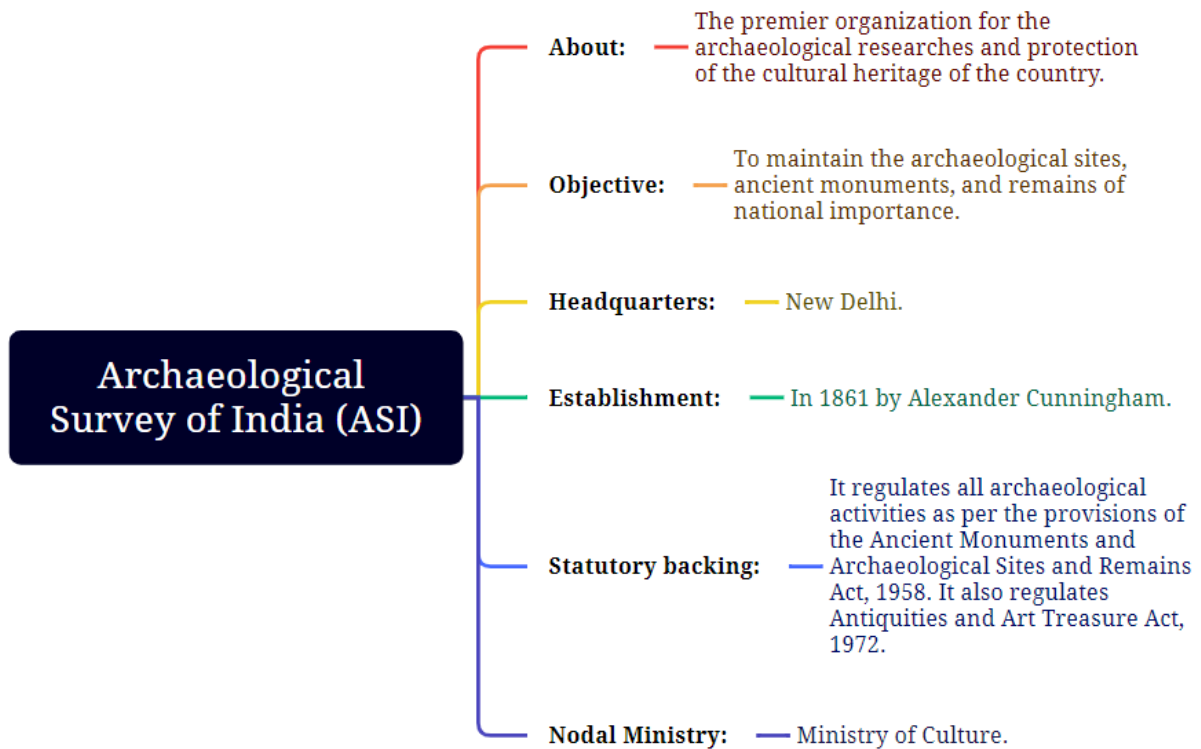 Archaeological
Survey of India (ASI)
About:
The premier organization for the
archaeological researches and protection
of the cultural heritage of the country.
Objective:
To maintain the archaeological sites,
ancient monuments, and remains of
national importance.
Headquarters:
New Delhi.
Establishment:
In 1861 by Alexander Cunningham.
Statutory backing:
It regulates all archaeological
activities as per the provisions of
the Ancient Monuments and
Archaeological Sites and Remains
Act, 1958. It also regulates
Antiquities and Art Treasure Act,
1972.
Nodal Ministry:
Ministry of Culture.